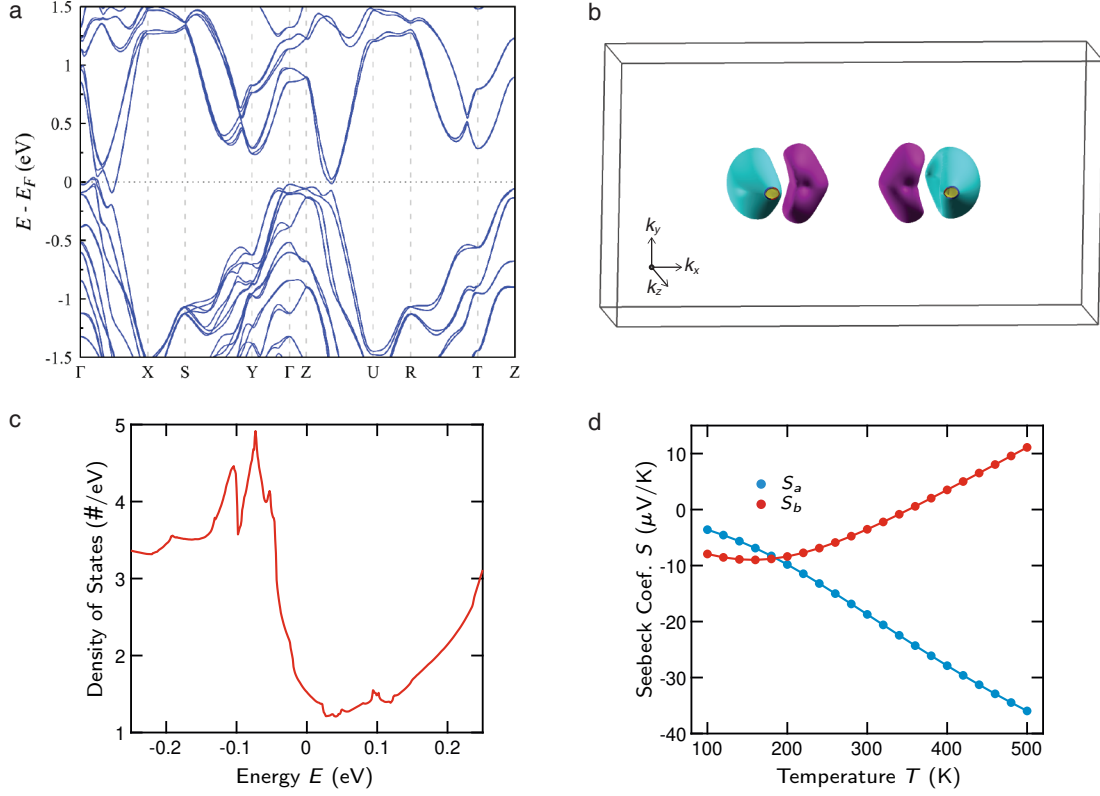 a
1.5
1
0.5
0
-0.5
-1
-1.5
E - E_F (eV)
Γ X S Y Γ Z U R T Z
b
k_y
k_x
k_z
c
5
4
3
2
1
Density of States (#/eV)
-0.2 -0.1 0 0.1 0.2
Energy E (eV)
d
10
0
-10
-20
-30
-40
Seebeck Coef. S (μV/K)
S_a
S_b
100 200 300 400 500
Temperature T (K)